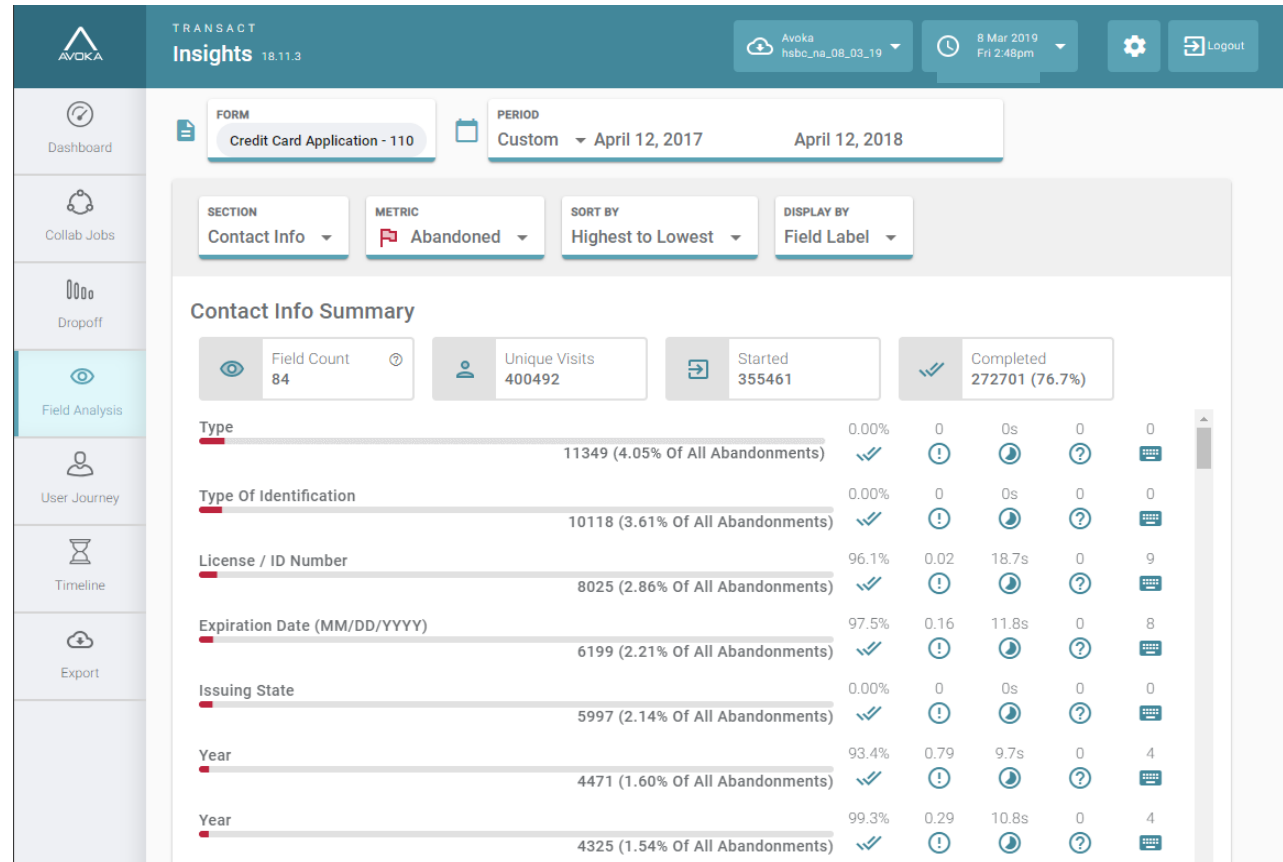 AVOKA
TRANSACT
Insights 18.11.3
Avoka
hsbc_na_08_03_19
8 Mar 2019
Fri 2:48pm
Logout
Dashboard
Collab Jobs
Dropoff
Field Analysis
User Journey
Timeline
Export
FORM
Credit Card Application - 110
PERIOD
Custom April 12, 2017 April 12, 2018
SECTION
Contact Info
METRIC
Abandoned
SORT BY
Highest to Lowest
DISPLAY BY
Field Label
Contact Info Summary
Field Count
84
Unique Visits
400492
Started
355461
Completed
272701 (76.7%)
Type
11349 (4.05% Of All Abandonments)
0.00% 0 0s 0 0
Type Of Identification
10118 (3.61% Of All Abandonments)
0.00% 0 0s 0 0
License / ID Number
8025 (2.86% Of All Abandonments)
96.1% 0.02 18.7s 0 9
Expiration Date (MM/DD/YYYY)
6199 (2.21% Of All Abandonments)
97.5% 0.16 11.8s 0 8
Issuing State
5997 (2.14% Of All Abandonments)
0.00% 0 0s 0 0
Year
4471 (1.60% Of All Abandonments)
93.4% 0.79 9.7s 0 4
Year
4325 (1.54% Of All Abandonments)
99.3% 0.29 10.8s 0 4